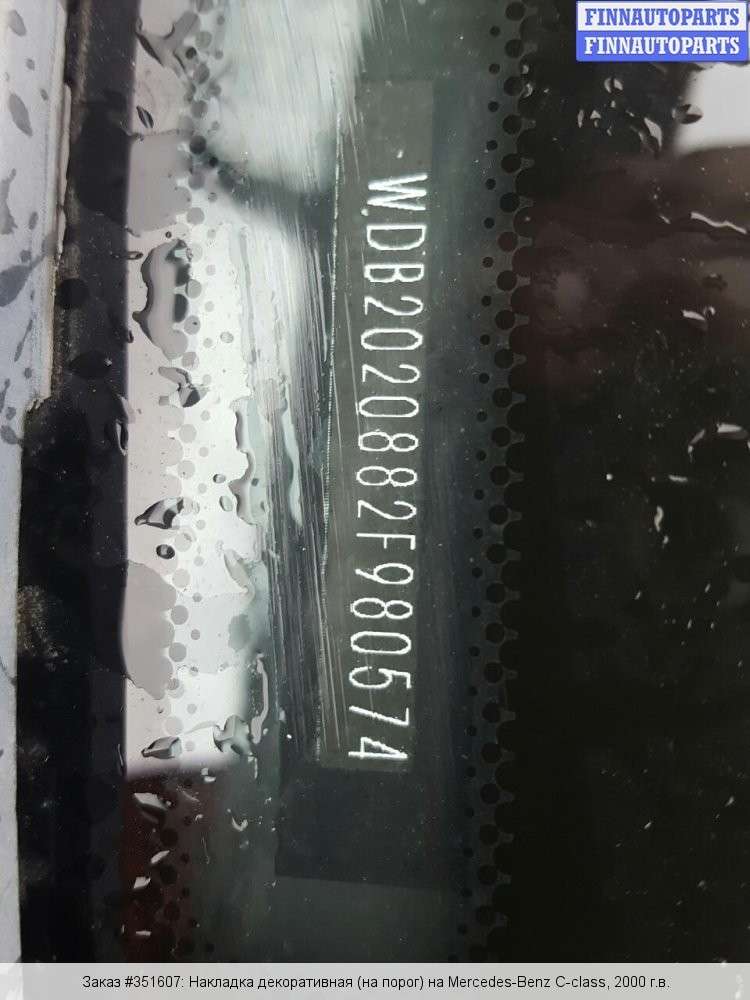 FINNAUTOPARTS
FINNAUTOPARTS
WDB2020882F980574
Заказ #351607: Накладка декоративная (на порог) на Mercedes-Benz C-class, 2000 г.в.